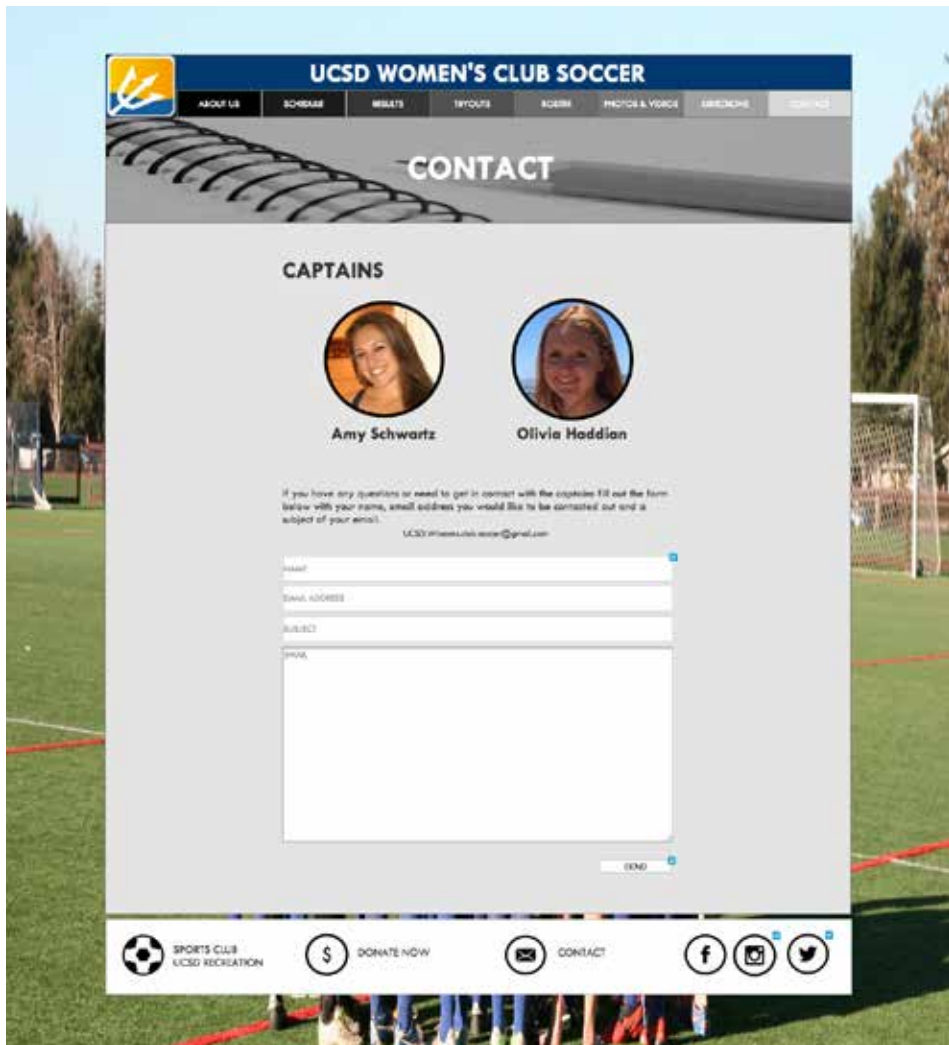 UCSD WOMEN'S CLUB SOCCER
ABOUT US SCHEDULE RESULTS TRYOUTS ROSTER PHOTOS & VIDEOS DIRECTIONS CONTACT
CONTACT
CAPTAINS
Amy Schwartz Olivia Haddian
If you have any questions or need to get in contact with the captains fill out the form
below with your name, email address you would like to be contacted out and a
subject of your email.
NAME
EMAIL ADDRESS
SUBJECT
EMAIL
SEND
SPORTS CLUB
UCSD RECREATION
$ DONATE NOW
CONTACT